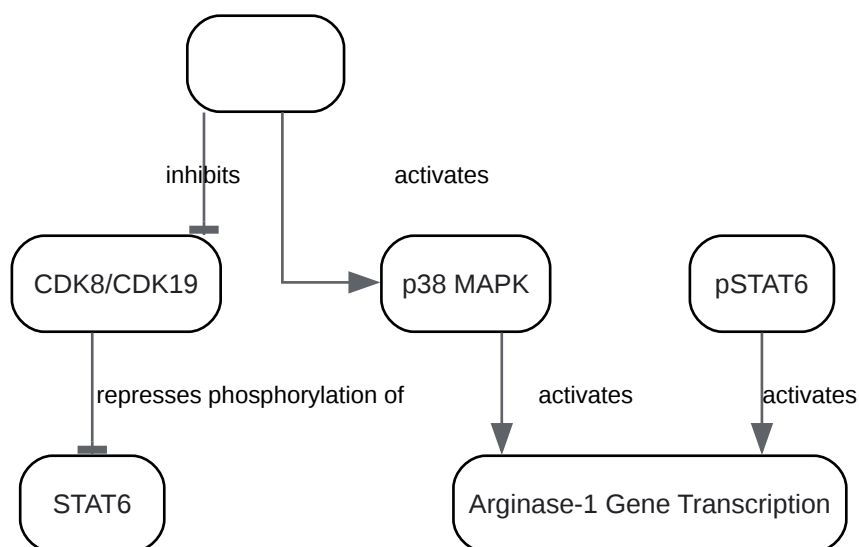 inhibits
activates
CDK8/CDK19
p38 MAPK
pSTAT6
represses phosphorylation of
activates
activates
STAT6
Arginase-1 Gene Transcription